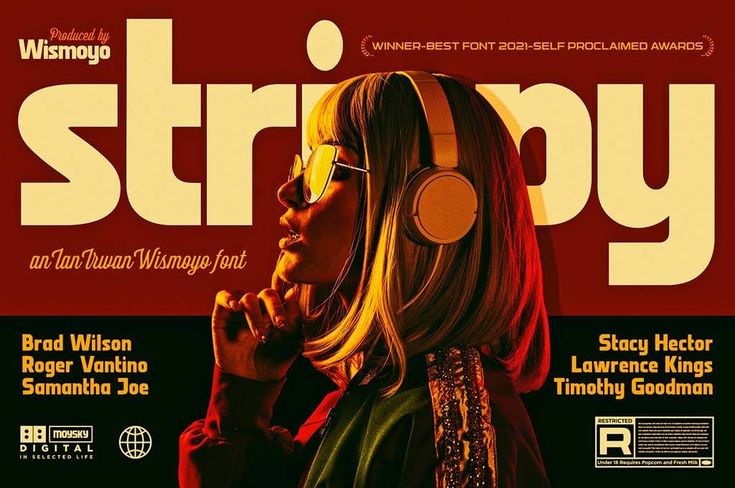 Produced by
Wismoyo
WINNER-BEST FONT 2021-SELF PROCLAIMED AWARDS
strippy
an Ian Irwan Wismoyo font
Brad Wilson
Roger Vantino
Samantha Joe
Stacy Hector
Lawrence Kings
Timothy Goodman
88 MOYSKY
DIGITAL
IN SELECTED LIFE
RESTRICTED
R
Under 18 Requires Popcorn and Fresh Milk